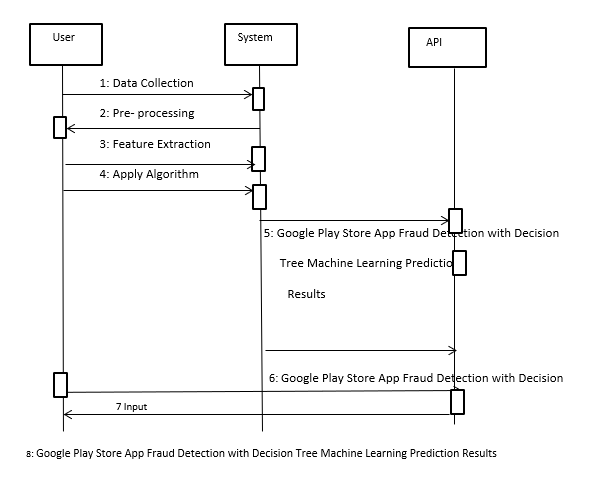 User
System
API
1: Data Collection
2: Pre- processing
3: Feature Extraction
4: Apply Algorithm
5: Google Play Store App Fraud Detection with Decision
Tree Machine Learning Predictio
Results
6: Google Play Store App Fraud Detection with Decision
7 Input
8: Google Play Store App Fraud Detection with Decision Tree Machine Learning Prediction Results